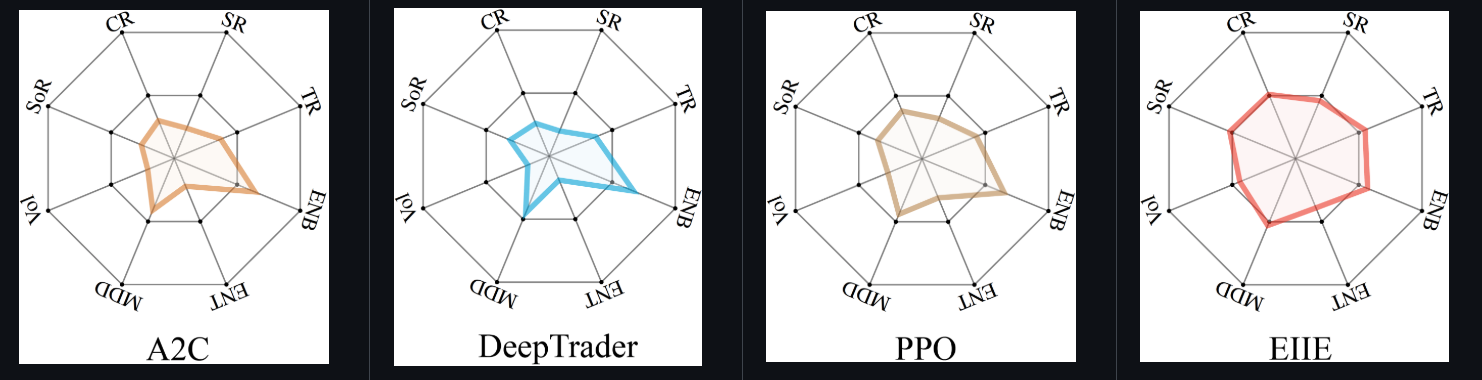 CR SR
TR
ENB
ENT
MDD
Vol
SoR
A2C
CR SR
TR
ENB
ENT
MDD
Vol
SoR
DeepTrader
CR SR
TR
ENB
ENT
MDD
Vol
SoR
PPO
CR SR
TR
ENB
ENT
MDD
Vol
SoR
EIIE